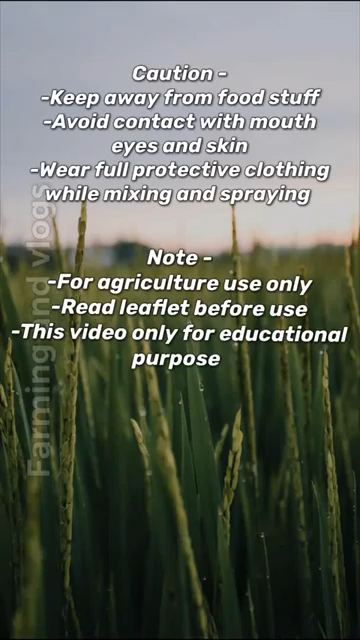 Caution -
-Keep away from food stuff
-Avoid contact with mouth
eyes and skin
-Wear full protective clothing
while mixing and spraying
Note -
-For agriculture use only
-Read leaflet before use
-This video only for educational
purpose
Farming and vlogs